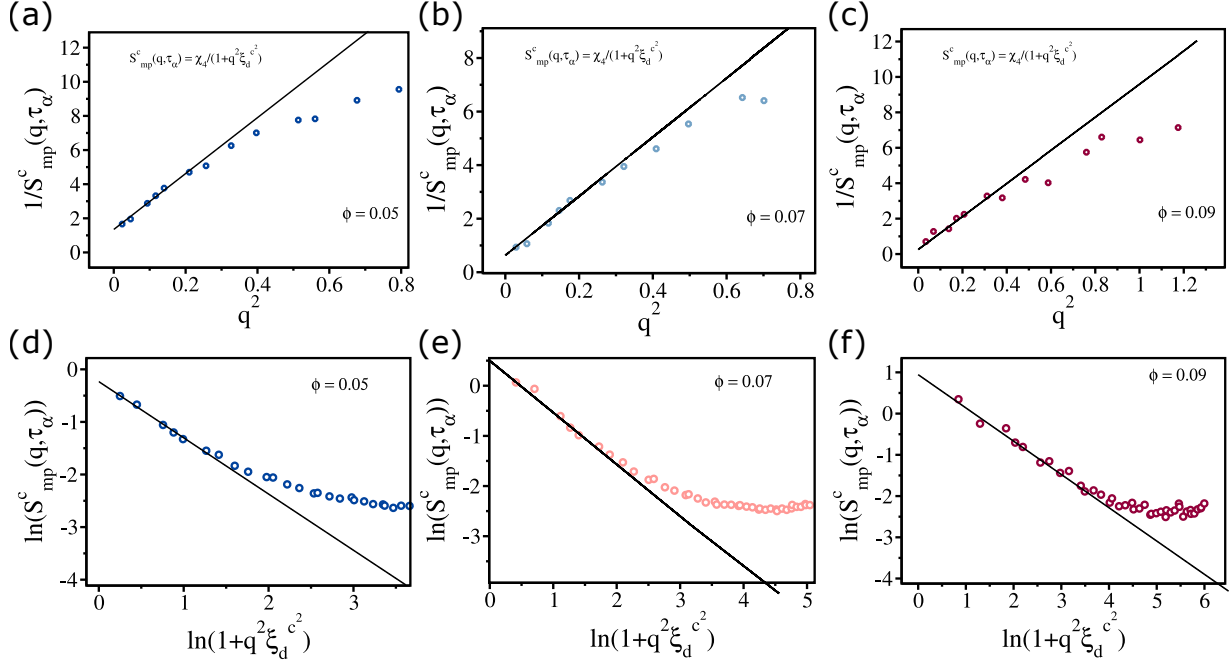 (a)
12
10
8
6
4
2
0
1/S^c_mp(q,τ_α)
S^c_mp(q,τ_α) = χ_4/(1+q^2ξ_d^c^2)
ϕ = 0.05
0 0.2 0.4 0.6 0.8
q^2
(b)
8
6
4
2
0
1/S^c_mp(q,τ_α)
S^c_mp(q,τ_α) = χ_4/(1+q^2ξ_d^c^2)
ϕ = 0.07
0 0.2 0.4 0.6 0.8
q^2
(c)
12
10
8
6
4
2
0
1/S^c_mp(q,τ_α)
S^c_mp(q,τ_α) = χ_4/(1+q^2ξ_d^c^2)
ϕ = 0.09
0 0.2 0.4 0.6 0.8 1 1.2
q^2
(d)
0
-1
-2
-3
-4
ln(S^c_mp(q,τ_α))
ϕ = 0.05
0 1 2 3
ln(1+q^2ξ_d^c^2)
(e)
0
-1
-2
-3
ln(S^c_mp(q,τ_α))
ϕ = 0.07
0 1 2 3 4 5
ln(1+q^2ξ_d^c^2)
(f)
1
0
-1
-2
-3
-4
ln(S^c_mp(q,τ_α))
ϕ = 0.09
0 1 2 3 4 5 6
ln(1+q^2ξ_d^c^2)